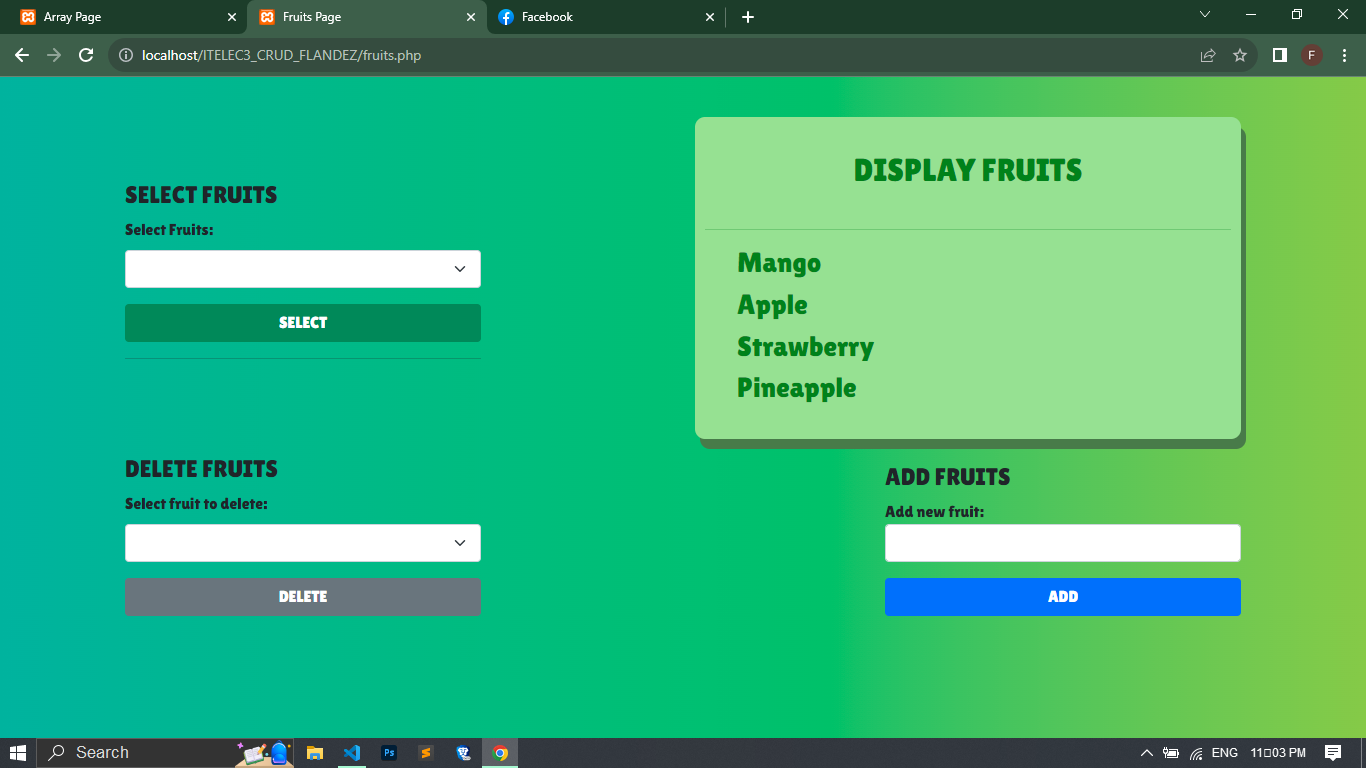 Array Page
Fruits Page
Facebook
localhost/ITELEC3_CRUD_FLANDEZ/fruits.php
F
SELECT FRUITS
Select Fruits:
SELECT
DELETE FRUITS
Select fruit to delete:
DELETE
DISPLAY FRUITS
Mango
Apple
Strawberry
Pineapple
ADD FRUITS
Add new fruit:
ADD
Search
Ps
ENG
11▯03 PM